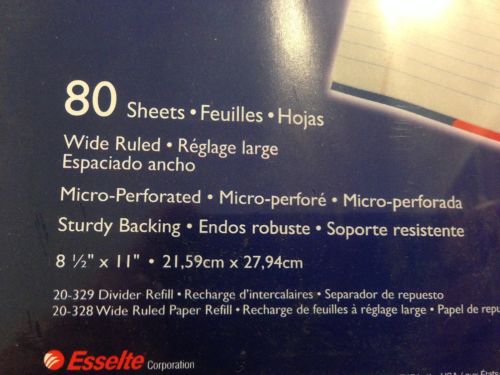 80 Sheets • Feuilles • Hojas
Wide Ruled • Réglage large
Espaciado ancho
Micro-Perforated • Micro-perforé • Micro-perforada
Sturdy Backing • Endos robuste • Soporte resistente
8 ½" x 11" • 21,59cm x 27,94cm
20-329 Divider Refill • Recharge d'intercalaires • Separador de repuesto
20-328 Wide Ruled Paper Refill • Recharge de feuilles à réglage large • Papel de
Esselte Corporation